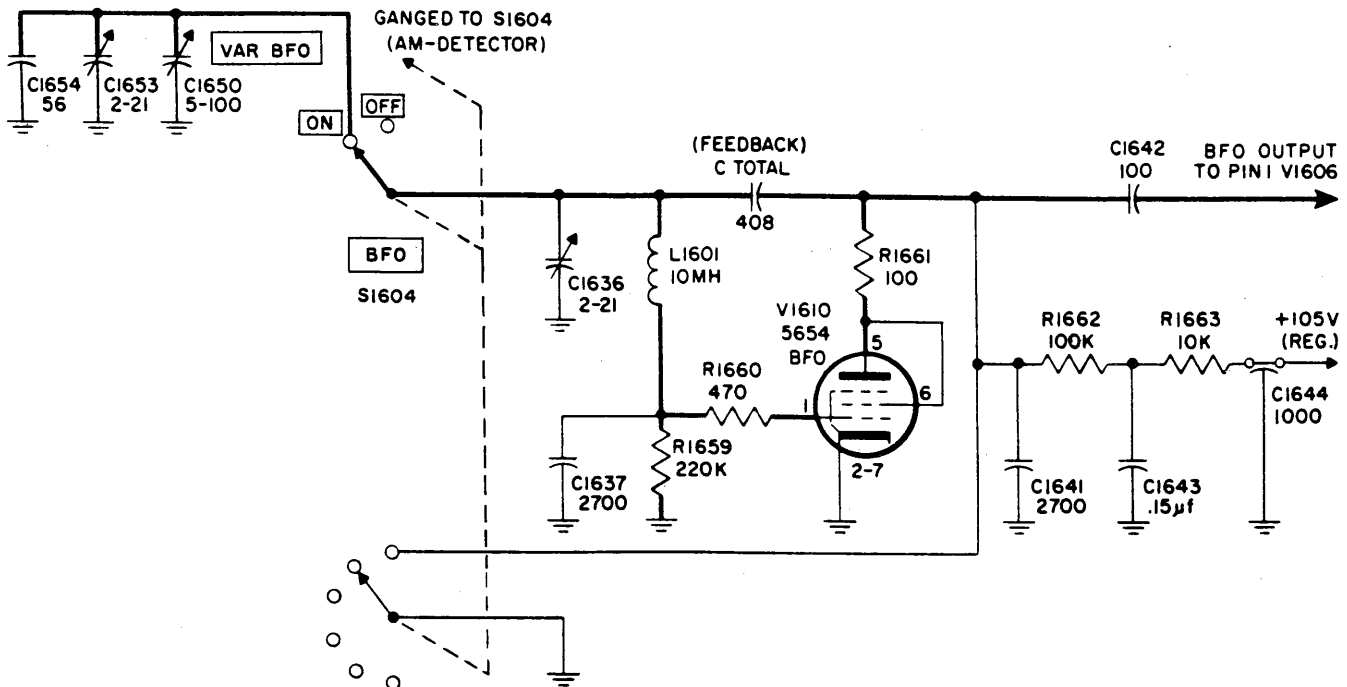 GANGED TO S1604
(AM-DETECTOR)
VAR BFO
C1654
56
C1653
2-21
C1650
5-100
ON
OFF
(FEEDBACK)
C TOTAL
408
C1642
100
BFO OUTPUT
TO PIN 1 V1606
BFO
S1604
C1636
2-21
L1601
10MH
R1661
100
V1610
5654
BFO
5
6
1
2-7
R1660
470
R1659
220K
C1637
2700
R1662
100K
R1663
10K
+105V
(REG.)
C1644
1000
C1641
2700
C1643
.15µf